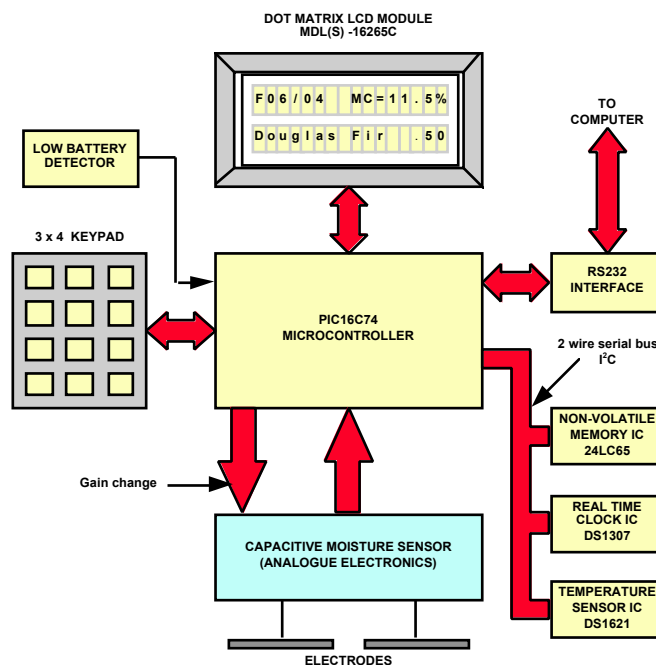 DOT MATRIX LCD MODULE
MDL(S) -16265C
F06/04 MC=11.5%
Douglas Fir .50
TO
COMPUTER
LOW BATTERY
DETECTOR
3 x 4 KEYPAD
PIC16C74
MICROCONTROLLER
RS232
INTERFACE
2 wire serial bus
I²C
NON-VOLATILE
MEMORY IC
24LC65
Gain change
REAL TIME
CLOCK IC
DS1307
CAPACITIVE MOISTURE SENSOR
(ANALOGUE ELECTRONICS)
TEMPERATURE
SENSOR IC
DS1621
ELECTRODES